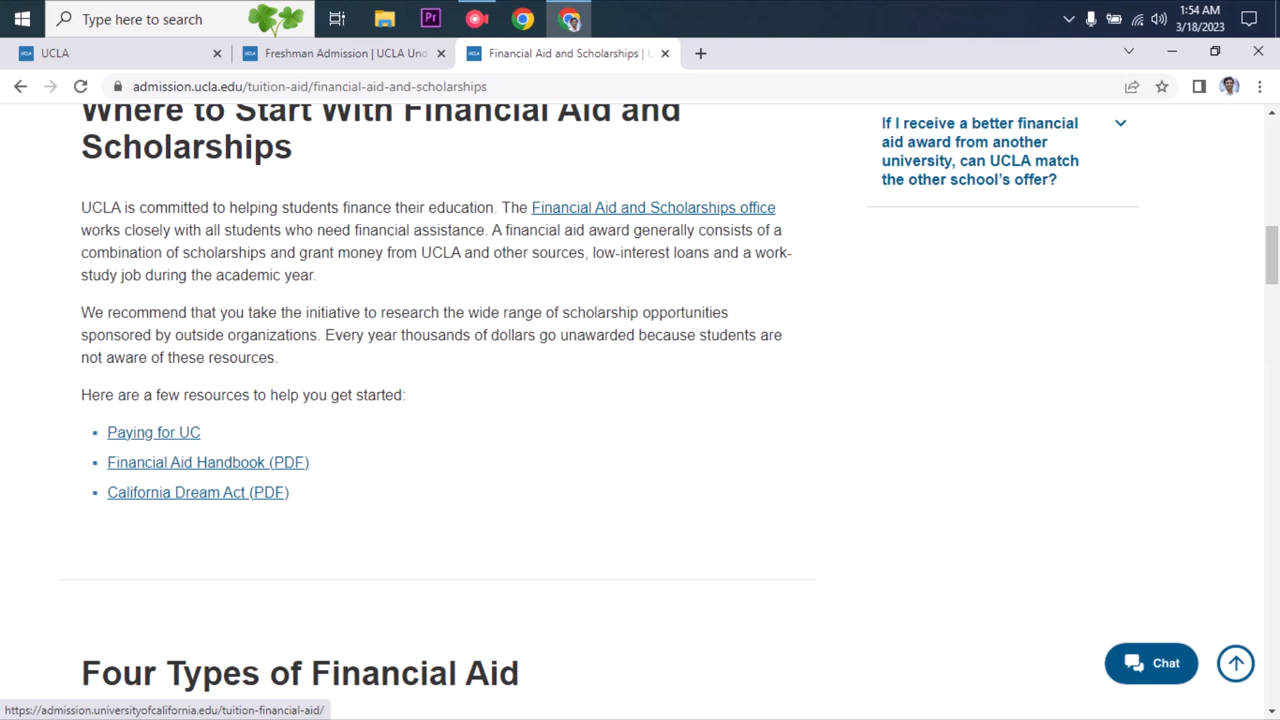 Type here to search
Pr
1:54 AM
3/18/2023
UCLA
UCLA
UCLA
Freshman Admission | UCLA Und
UCLA
Financial Aid and Scholarships | U
admission.ucla.edu/tuition-aid/financial-aid-and-scholarships
Where to Start With Financial Aid and
Scholarships
UCLA is committed to helping students finance their education. The Financial Aid and Scholarships office
works closely with all students who need financial assistance. A financial aid award generally consists of a
combination of scholarships and grant money from UCLA and other sources, low-interest loans and a work-
study job during the academic year.
We recommend that you take the initiative to research the wide range of scholarship opportunities
sponsored by outside organizations. Every year thousands of dollars go unawarded because students are
not aware of these resources.
Here are a few resources to help you get started:
Paying for UC
Financial Aid Handbook (PDF)
California Dream Act (PDF)
Four Types of Financial Aid
If I receive a better financial
aid award from another
university, can UCLA match
the other school's offer?
Chat
https://admission.universityofcalifornia.edu/tuition-financial-aid/